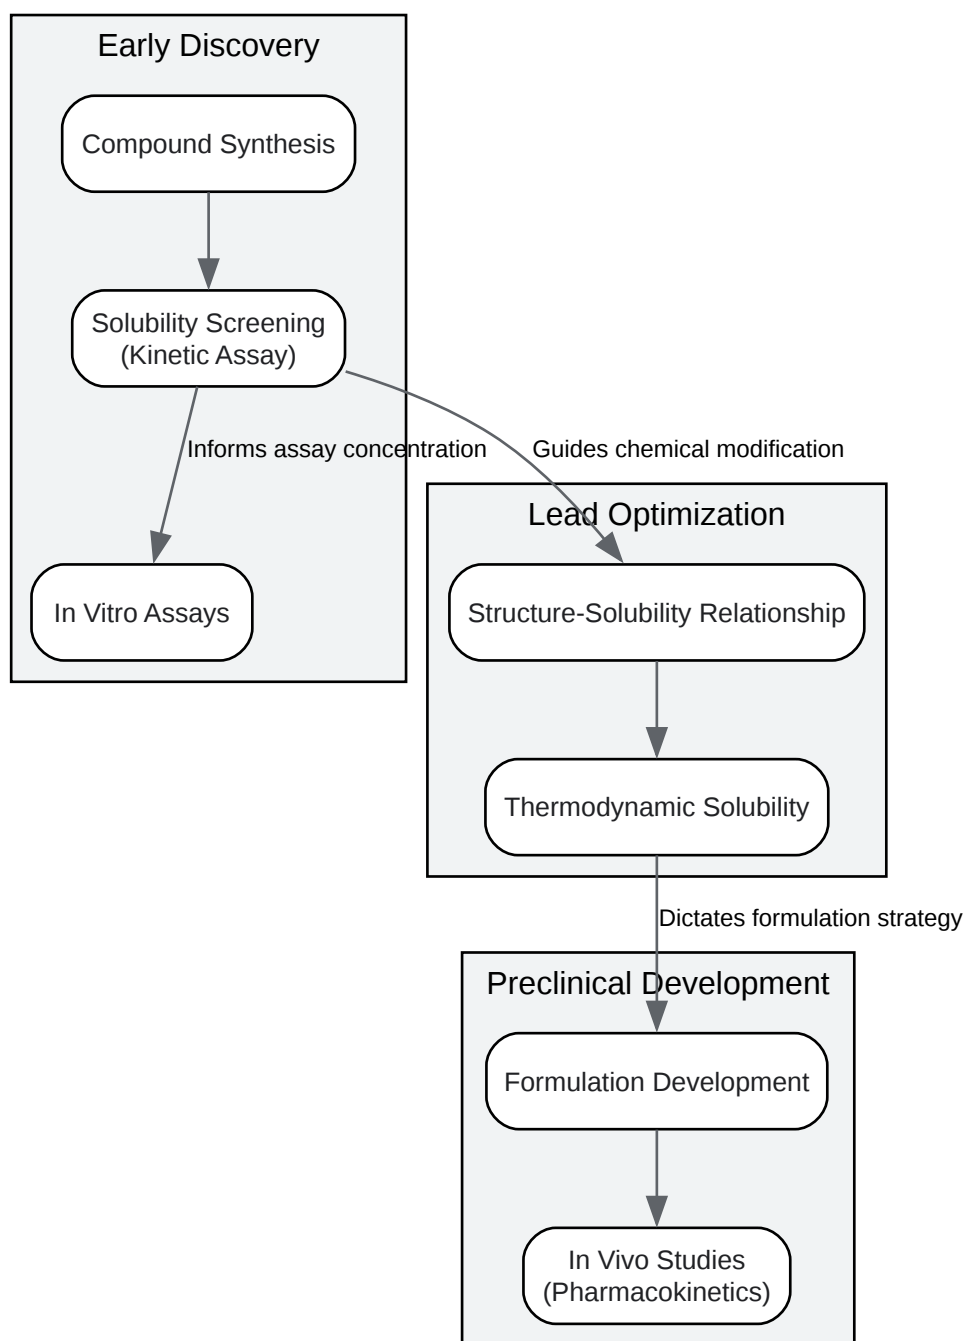 Early Discovery
Compound Synthesis
Solubility Screening
(Kinetic Assay)
Informs assay concentration
Guides chemical modification
Lead Optimization
In Vitro Assays
Structure-Solubility Relationship
Thermodynamic Solubility
Dictates formulation strategy
Preclinical Development
Formulation Development
In Vivo Studies
(Pharmacokinetics)